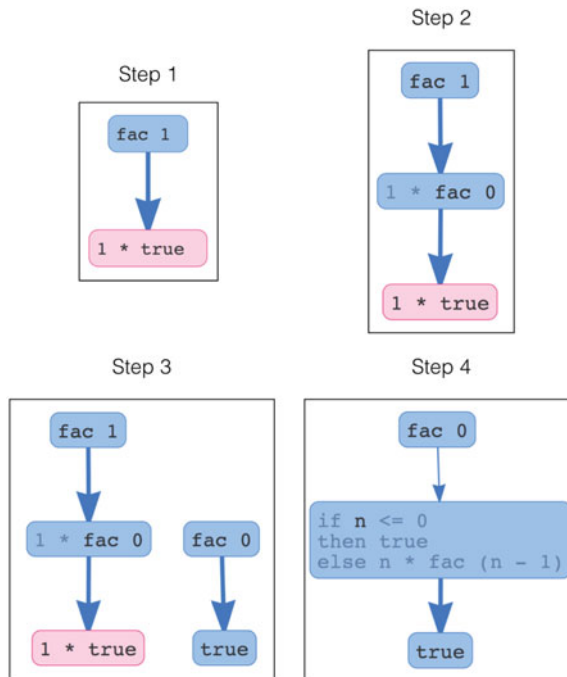 Step 1
fac 1
1 * true
Step 2
fac 1
1 * fac 0
1 * true
Step 3
fac 1
1 * fac 0
fac 0
1 * true
true
Step 4
fac 0
if n <= 0
then true
else n * fac (n - 1)
true